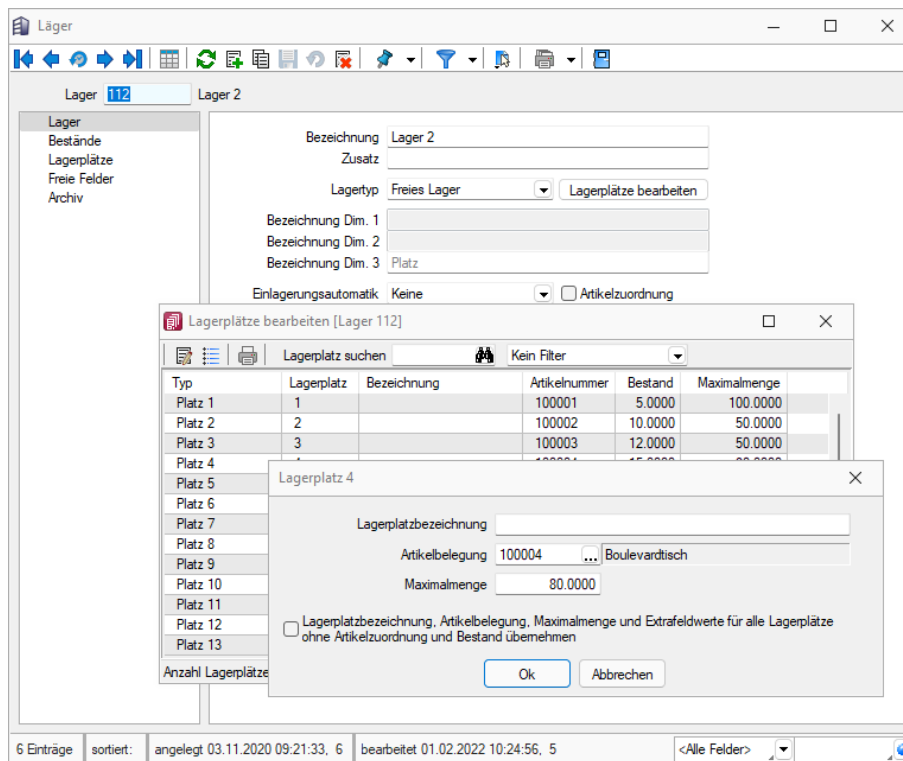 Läger
Lager 112 Lager 2
Lager
Bestände
Lagerplätze
Freie Felder
Archiv
Bezeichnung Lager 2
Zusatz
Lagertyp Freies Lager Lagerplätze bearbeiten
Bezeichnung Dim. 1
Bezeichnung Dim. 2
Bezeichnung Dim. 3 Platz
Einlagerungsautomatik Keine Artikelzuordnung
Lagerplätze bearbeiten [Lager 112]
Lagerplatz suchen Kein Filter
Typ Lagerplatz Bezeichnung Artikelnummer Bestand Maximalmenge
Platz 1 1 100001 5.0000 100.0000
Platz 2 2 100002 10.0000 50.0000
Platz 3 3 100003 12.0000 50.0000
Platz 4
Platz 5
Platz 6
Platz 7
Platz 8
Platz 9
Platz 10
Platz 11
Platz 12
Platz 13
Anzahl Lagerplätze
Lagerplatz 4
Lagerplatzbezeichnung
Artikelbelegung 100004 ... Boulevardtisch
Maximalmenge 80.0000
Lagerplatzbezeichnung, Artikelbelegung, Maximalmenge und Extrafeldwerte für alle Lagerplätze
ohne Artikelzuordnung und Bestand übernehmen
Ok Abbrechen
6 Einträge sortiert: angelegt 03.11.2020 09:21:33, 6 bearbeitet 01.02.2022 10:24:56, 5 <Alle Felder>